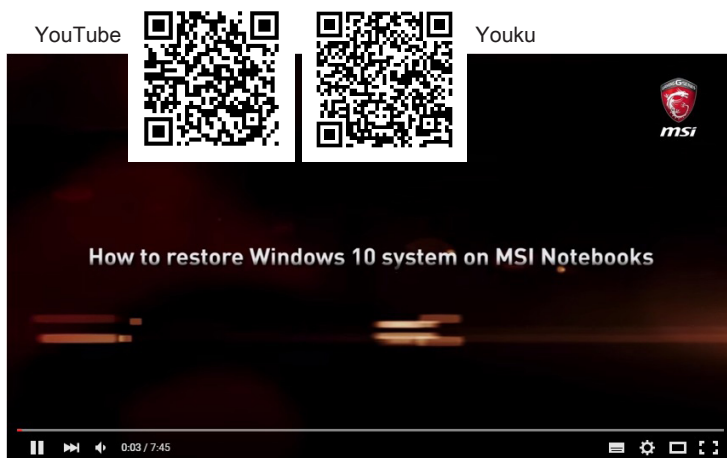 YouTube
Youku
msi
How to restore Windows 10 system on MSI Notebooks
0:03 / 7:45